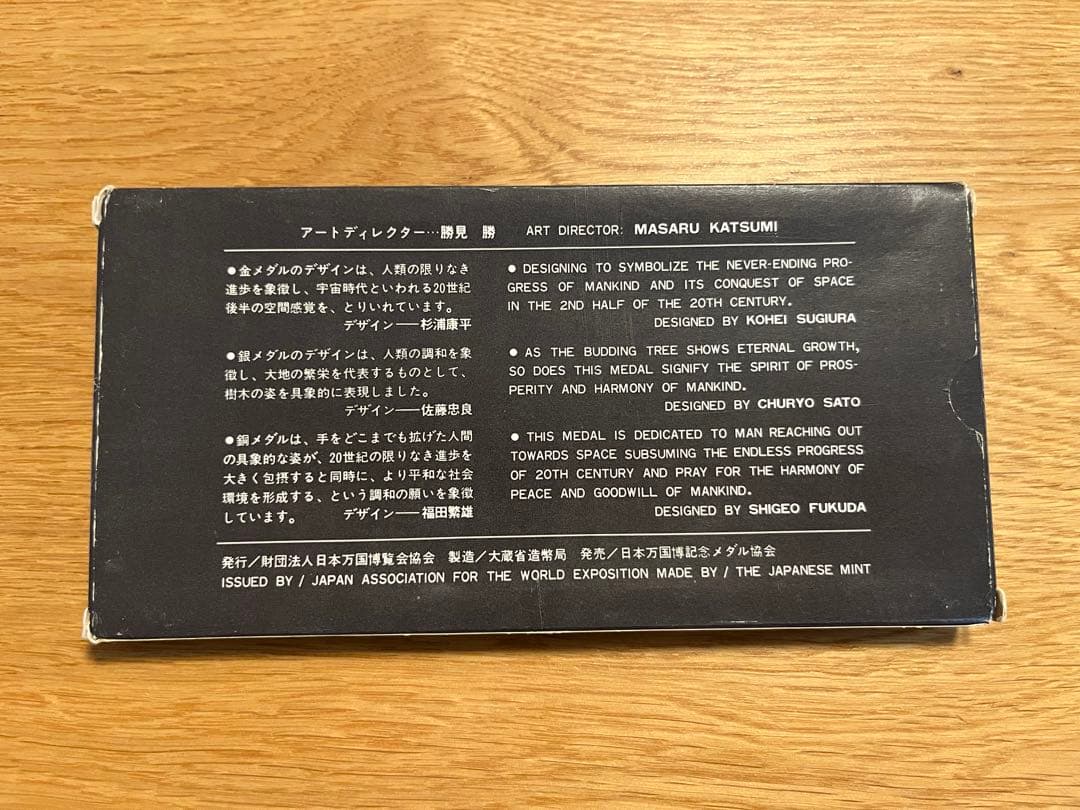 アートディレクター…勝見 勝 ART DIRECTOR: MASARU KATSUMI
●金メダルのデザインは、人類の限りなき
進歩を象徴し、宇宙時代といわれる20世紀
後半の空間感覚を、とりいれています。
デザイン──杉浦康平
●銀メダルのデザインは、人類の調和を象
徴し、大地の繁栄を代表するものとして、
樹木の姿を具象的に表現しました。
デザイン──佐藤忠良
●銅メダルは、手をどこまでも拡げた人間
の具象的な姿が、20世紀の限りなき進歩を
大きく包摂すると同時に、より平和な社会
環境を形成する、という調和の願いを象徴
しています。 デザイン──福田繁雄
● DESIGNING TO SYMBOLIZE THE NEVER-ENDING PRO-
GRESS OF MANKIND AND ITS CONQUEST OF SPACE
IN THE 2ND HALF OF THE 20TH CENTURY.
DESIGNED BY KOHEI SUGIURA
● AS THE BUDDING TREE SHOWS ETERNAL GROWTH,
SO DOES THIS MEDAL SIGNIFY THE SPIRIT OF PROS-
PERITY AND HARMONY OF MANKIND.
DESIGNED BY CHURYO SATO
● THIS MEDAL IS DEDICATED TO MAN REACHING OUT
TOWARDS SPACE SUBSUMING THE ENDLESS PROGRESS
OF 20TH CENTURY AND PRAY FOR THE HARMONY OF
PEACE AND GOODWILL OF MANKIND.
DESIGNED BY SHIGEO FUKUDA
発行／財団法人日本万国博覧会協会 製造／大蔵省造幣局 発売／日本万国博記念メダル協会
ISSUED BY / JAPAN ASSOCIATION FOR THE WORLD EXPOSITION MADE BY / THE JAPANESE MINT